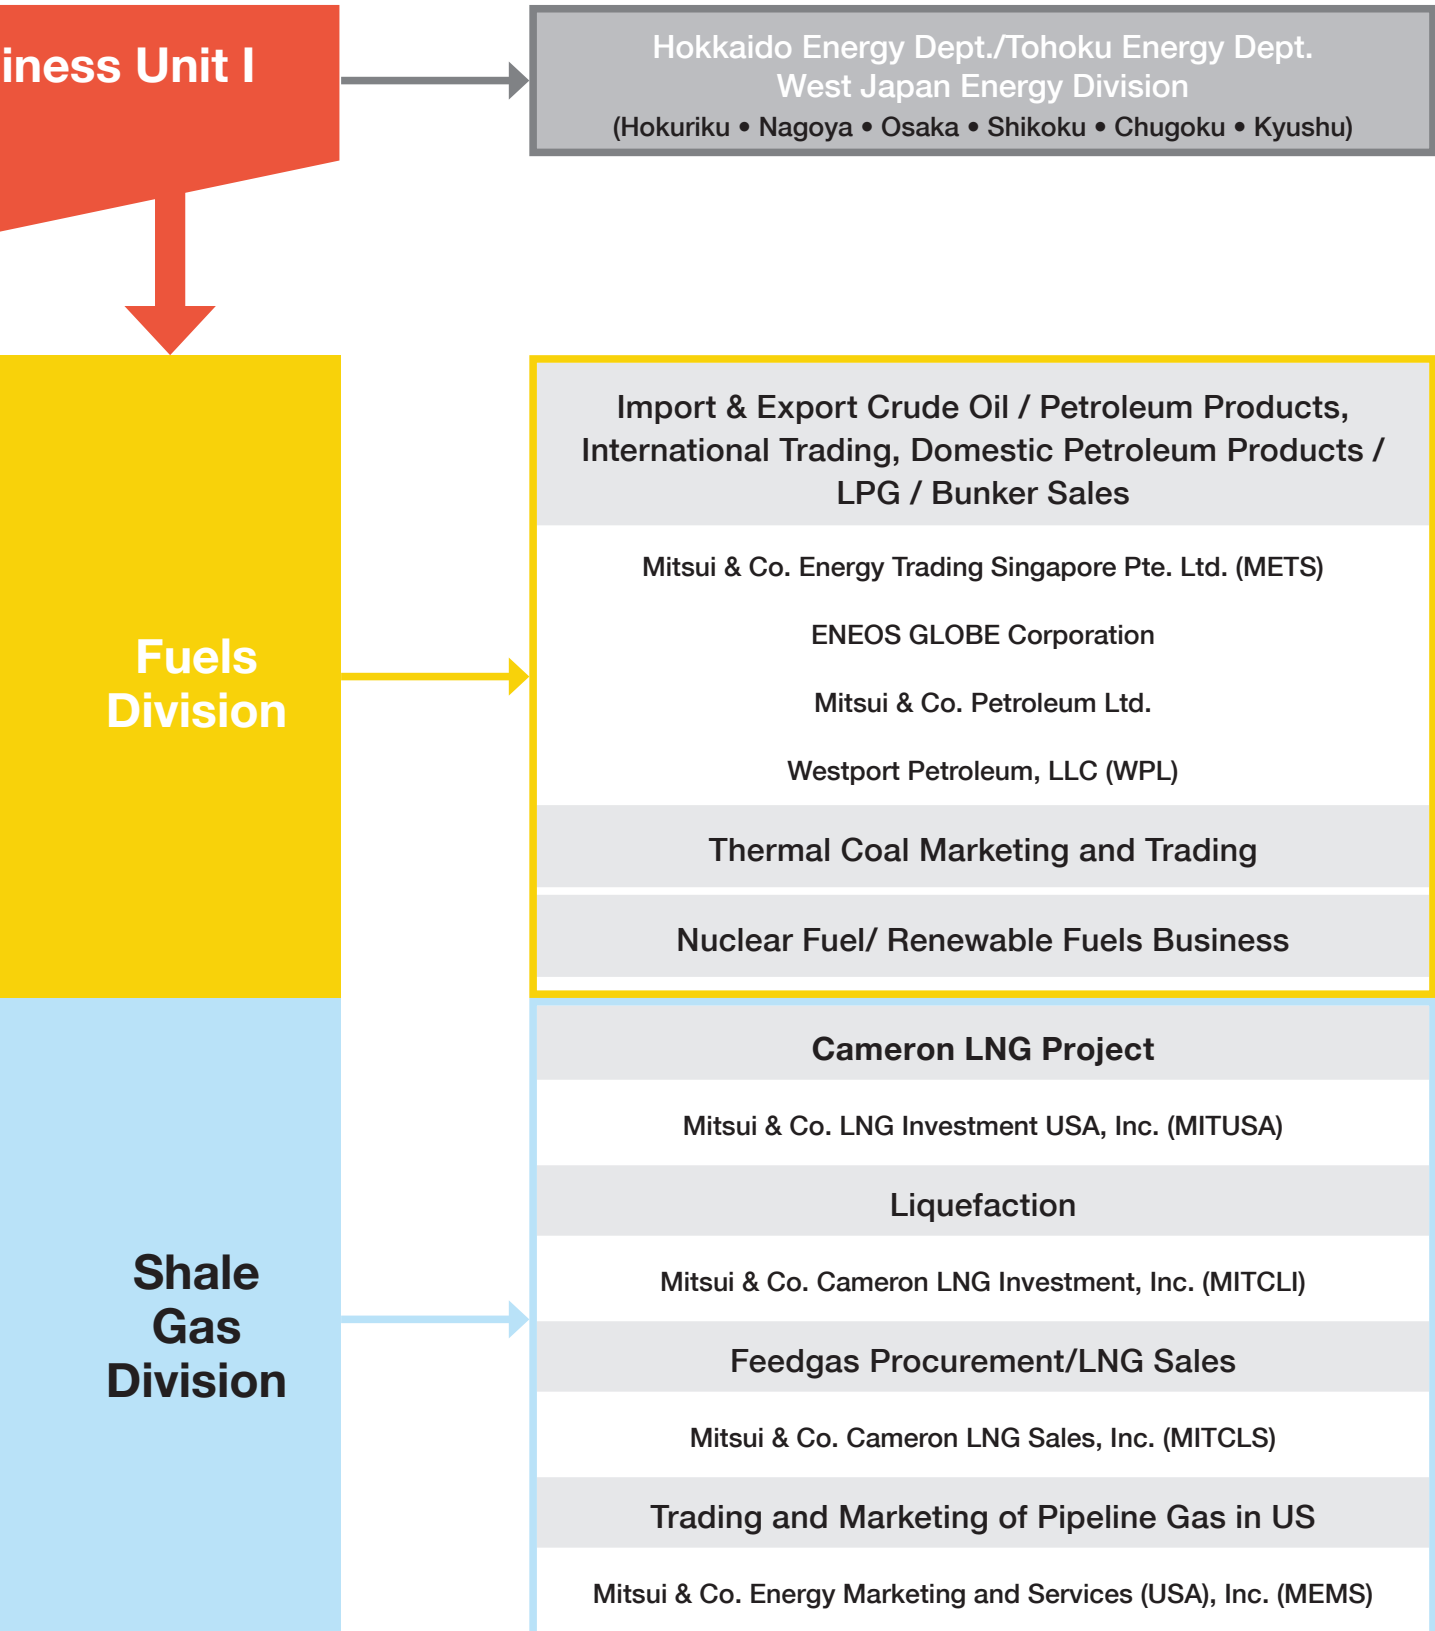 iness Unit I
Hokkaido Energy Dept./Tohoku Energy Dept.
West Japan Energy Division
(Hokuriku • Nagoya • Osaka • Shikoku • Chugoku • Kyushu)
Fuels
Division
Import & Export Crude Oil / Petroleum Products,
International Trading, Domestic Petroleum Products /
LPG / Bunker Sales
Mitsui & Co. Energy Trading Singapore Pte. Ltd. (METS)
ENEOS GLOBE Corporation
Mitsui & Co. Petroleum Ltd.
Westport Petroleum, LLC (WPL)
Thermal Coal Marketing and Trading
Nuclear Fuel/ Renewable Fuels Business
Shale
Gas
Division
Cameron LNG Project
Mitsui & Co. LNG Investment USA, Inc. (MITUSA)
Liquefaction
Mitsui & Co. Cameron LNG Investment, Inc. (MITCLI)
Feedgas Procurement/LNG Sales
Mitsui & Co. Cameron LNG Sales, Inc. (MITCLS)
Trading and Marketing of Pipeline Gas in US
Mitsui & Co. Energy Marketing and Services (USA), Inc. (MEMS)